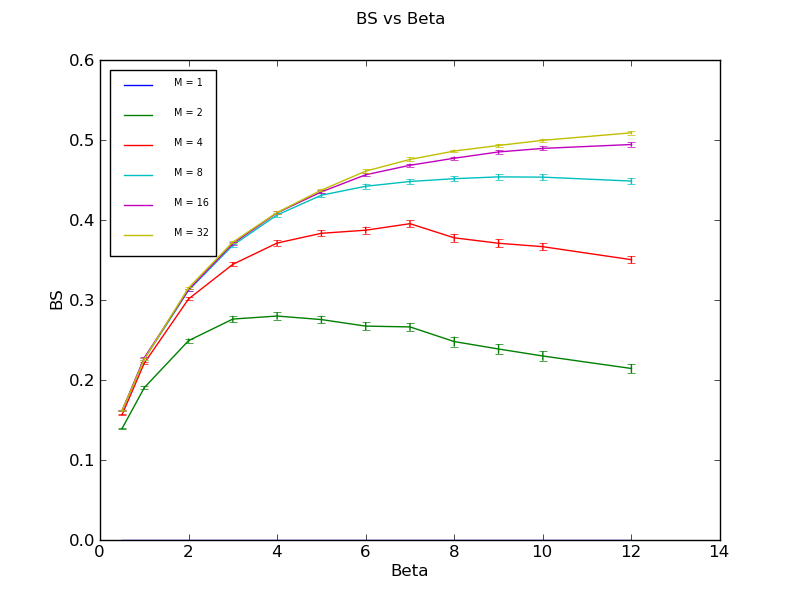 BS vs Beta
0.6
M = 1
M = 2
M = 4
M = 8
M = 16
M = 32
0.5
0.4
0.3
BS
0.2
0.1
0.0
0 2 4 6 8 10 12 14
Beta